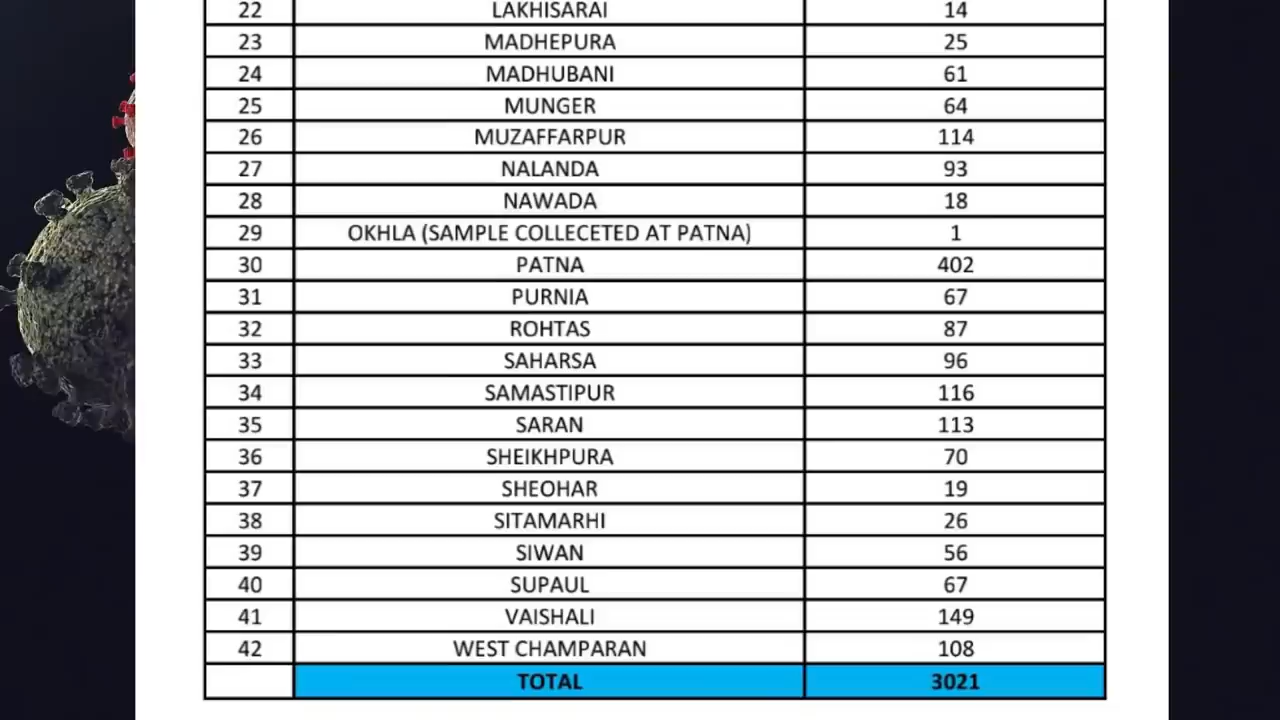 22 LAKHISARAI 14
23 MADHEPURA 25
24 MADHUBANI 61
25 MUNGER 64
26 MUZAFFARPUR 114
27 NALANDA 93
28 NAWADA 18
29 OKHLA (SAMPLE COLLECETED AT PATNA) 1
30 PATNA 402
31 PURNIA 67
32 ROHTAS 87
33 SAHARSA 96
34 SAMASTIPUR 116
35 SARAN 113
36 SHEIKHPURA 70
37 SHEOHAR 19
38 SITAMARHI 26
39 SIWAN 56
40 SUPAUL 67
41 VAISHALI 149
42 WEST CHAMPARAN 108
TOTAL 3021